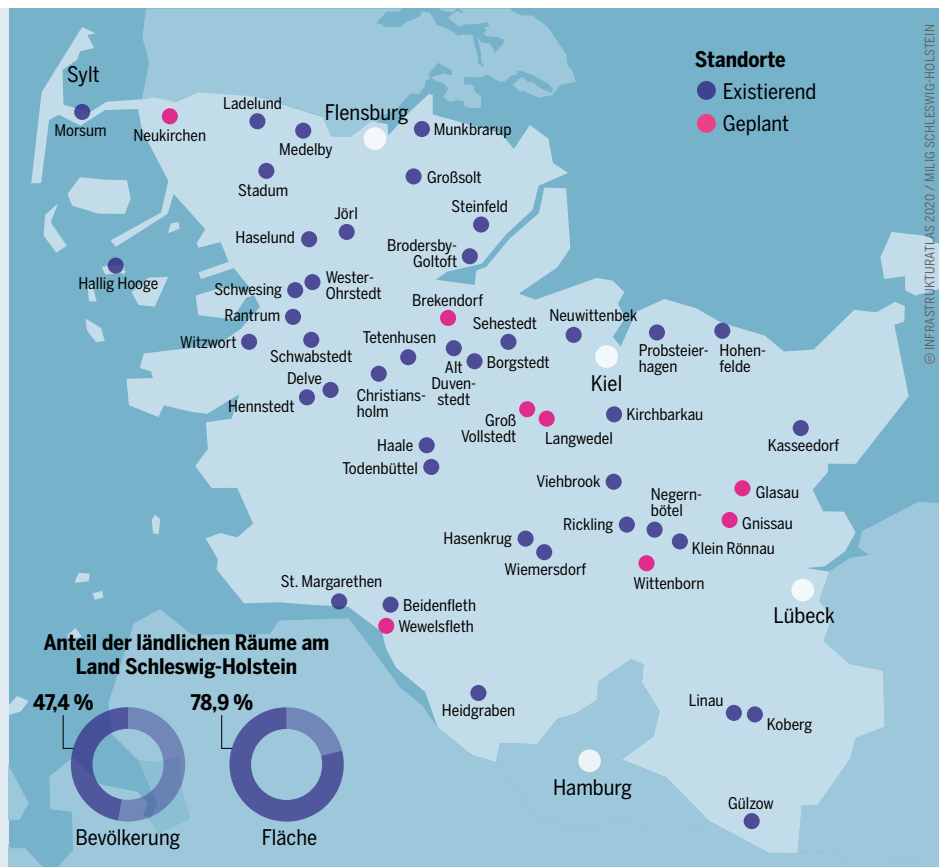 Standorte
Existierend
Geplant
© INFRASTRUKTURATLAS 2020 / MILIG SCHLESWIG-HOLSTEIN
Sylt
Morsum
Neukirchen
Ladelund
Medelby
Flensburg
Munkbrarup
Stadum
Großsolt
Jörl
Steinfeld
Haselund
Brodersby-
Goltoft
Hallig Hooge
Schwesing
Wester-
Ohrstedt
Brekendorf
Rantrum
Witzwort
Schwabstedt
Tetenhusen
Sehestedt
Neuwittenbek
Alt
Duven-
stedt
Borgstedt
Kiel
Probsteier-
hagen
Hohen-
felde
Delve
Hennstedt
Christians-
holm
Groß
Vollstedt
Langwedel
Kirchbarkau
Kasseedorf
Haale
Todenbüttel
Viehbrook
Glasau
Negern-
bötel
Rickling
Gnissau
Hasenkrug
Klein Rönnau
Wiemersdorf
Wittenborn
St. Margarethen
Beidenfleth
Wewelsfleth
Lübeck
Anteil der ländlichen Räume am
Land Schleswig-Holstein
47,4 %
78,9 %
Bevölkerung
Fläche
Heidgraben
Linau
Koberg
Hamburg
Gülzow